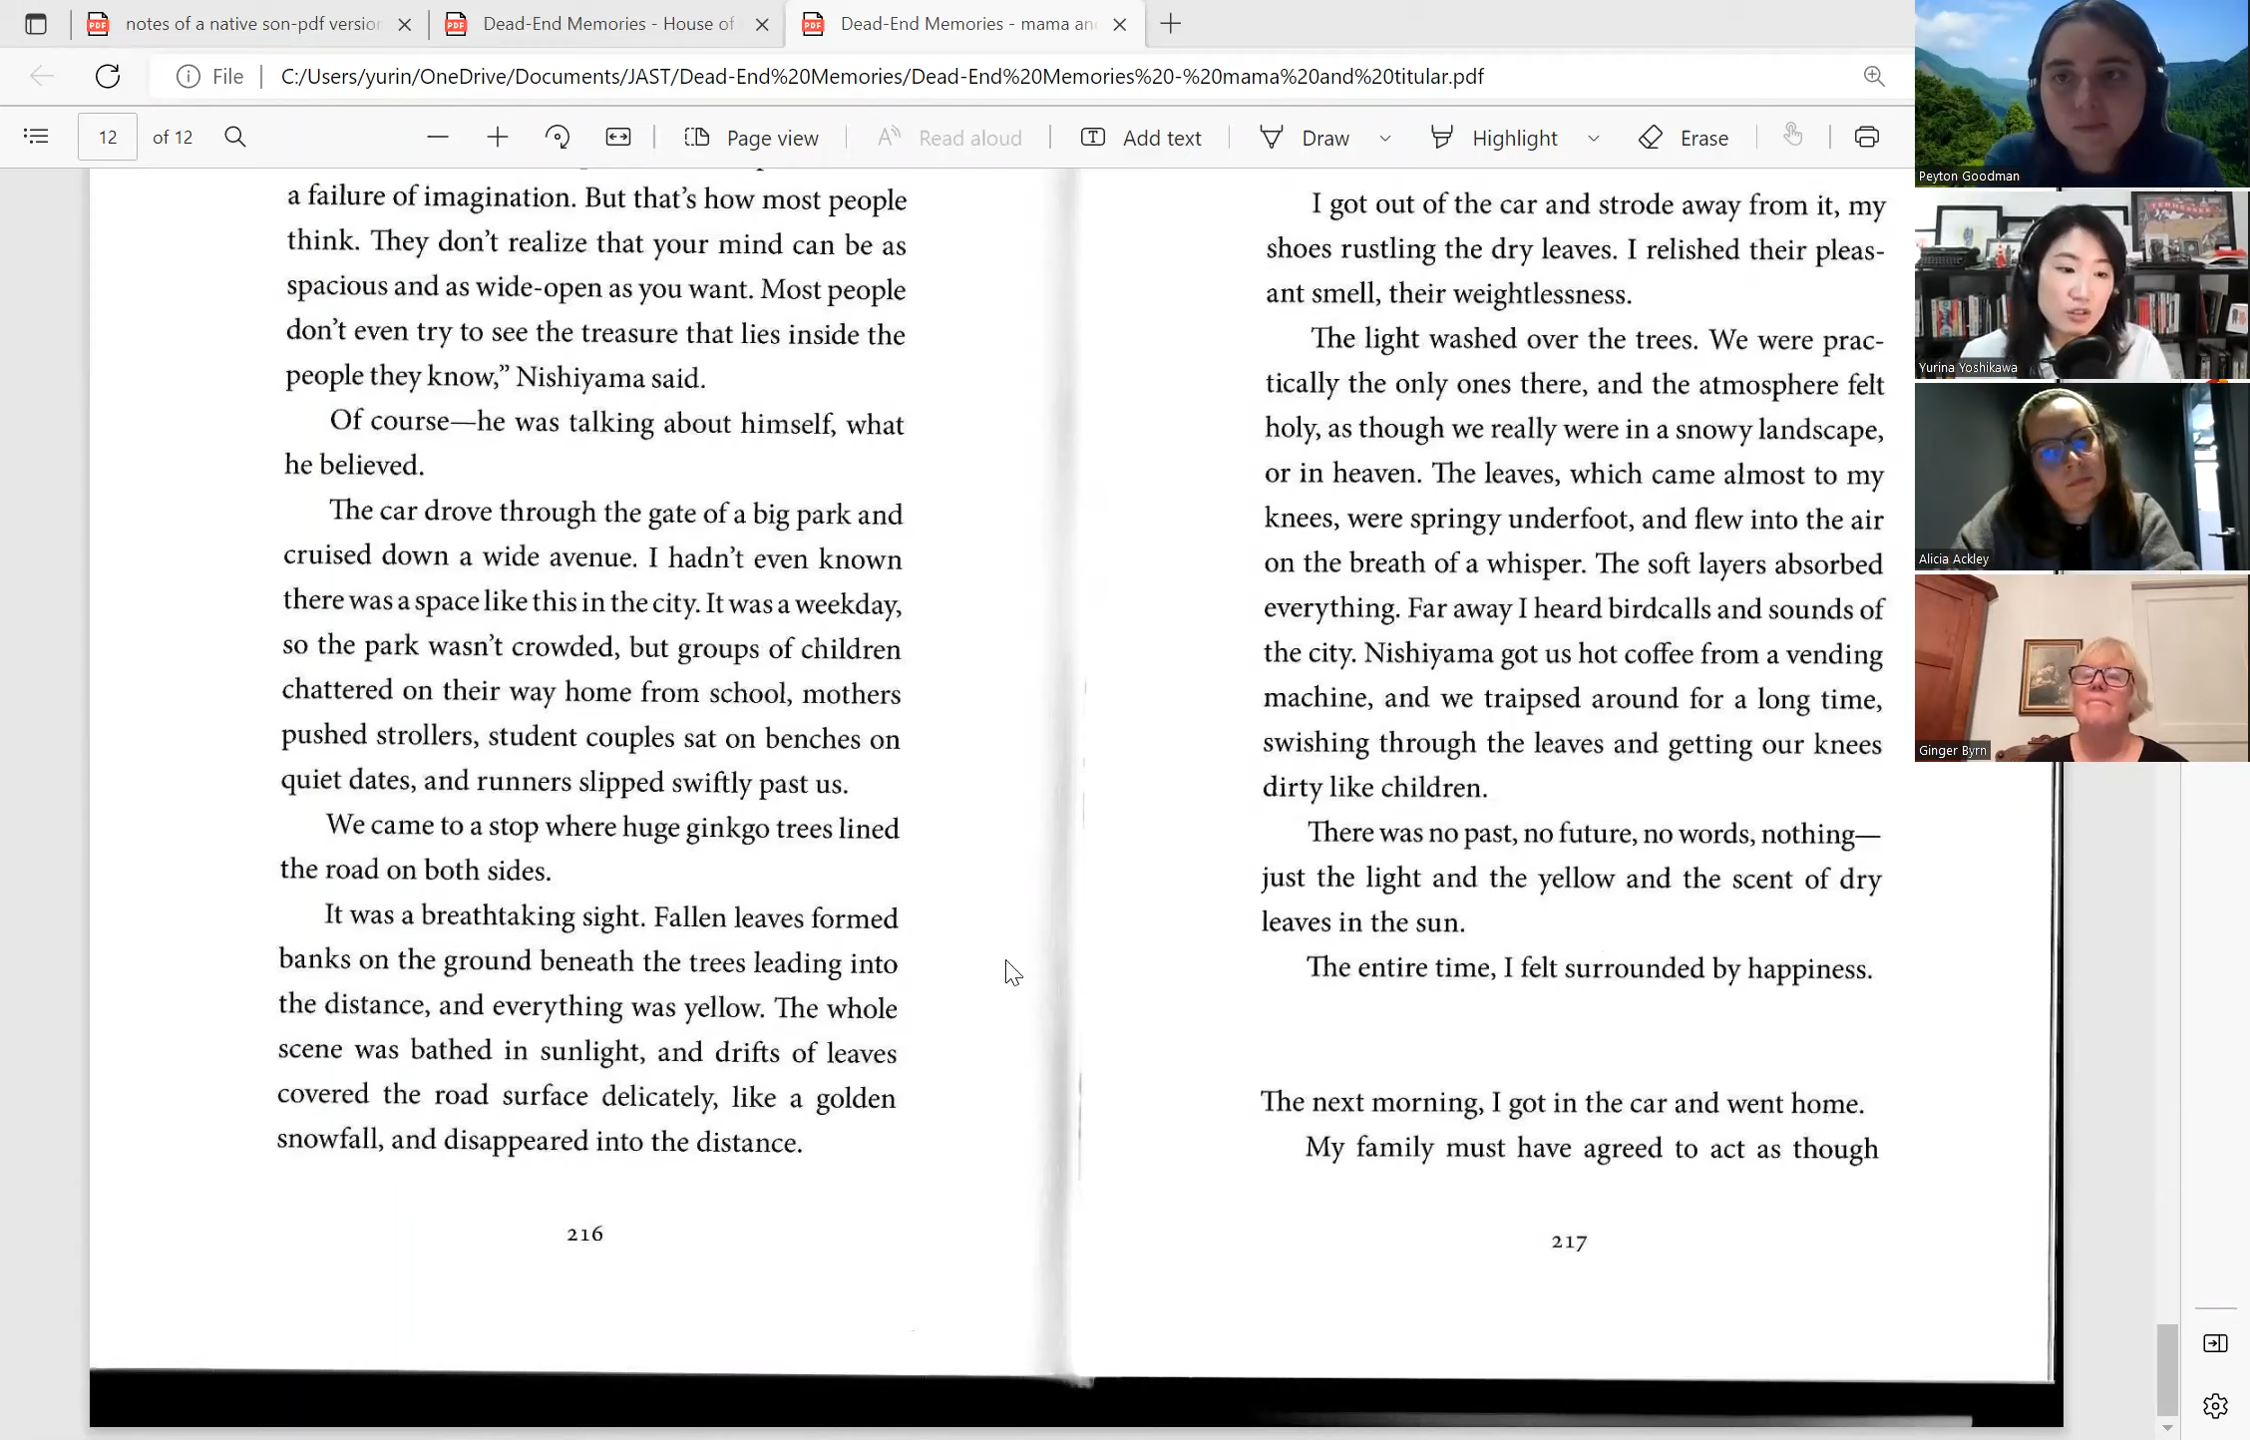 notes of a native son-pdf versio
Dead-End Memories - House of
Dead-End Memories - mama an
File
C:/Users/yurin/OneDrive/Documents/JAST/Dead-End%20Memories/Dead-End%20Memories%20-%20mama%20and%20titular.pdf
12
of 12
Page view
Read aloud
Add text
Draw
Highlight
Erase
a failure of imagination. But that's how most people
think. They don't realize that your mind can be as
spacious and as wide-open as you want. Most people
don't even try to see the treasure that lies inside the
people they know," Nishiyama said.
Of course—he was talking about himself, what
he believed.
The car drove through the gate of a big park and
cruised down a wide avenue. I hadn't even known
there was a space like this in the city. It was a weekday,
so the park wasn't crowded, but groups of children
chattered on their way home from school, mothers
pushed strollers, student couples sat on benches on
quiet dates, and runners slipped swiftly past us.
We came to a stop where huge ginkgo trees lined
the road on both sides.
It was a breathtaking sight. Fallen leaves formed
banks on the ground beneath the trees leading into
the distance, and everything was yellow. The whole
scene was bathed in sunlight, and drifts of leaves
covered the road surface delicately, like a golden
snowfall, and disappeared into the distance.
216
I got out of the car and strode away from it, my
shoes rustling the dry leaves. I relished their pleas-
ant smell, their weightlessness.
The light washed over the trees. We were prac-
tically the only ones there, and the atmosphere felt
holy, as though we really were in a snowy landscape,
or in heaven. The leaves, which came almost to my
knees, were springy underfoot, and flew into the air
on the breath of a whisper. The soft layers absorbed
everything. Far away I heard birdcalls and sounds of
the city. Nishiyama got us hot coffee from a vending
machine, and we traipsed around for a long time,
swishing through the leaves and getting our knees
dirty like children.
There was no past, no future, no words, nothing—
just the light and the yellow and the scent of dry
leaves in the sun.
The entire time, I felt surrounded by happiness.
The next morning, I got in the car and went home.
My family must have agreed to act as though
217
Peyton Goodman
Yurina Yoshikawa
Alicia Ackley
Ginger Byrn